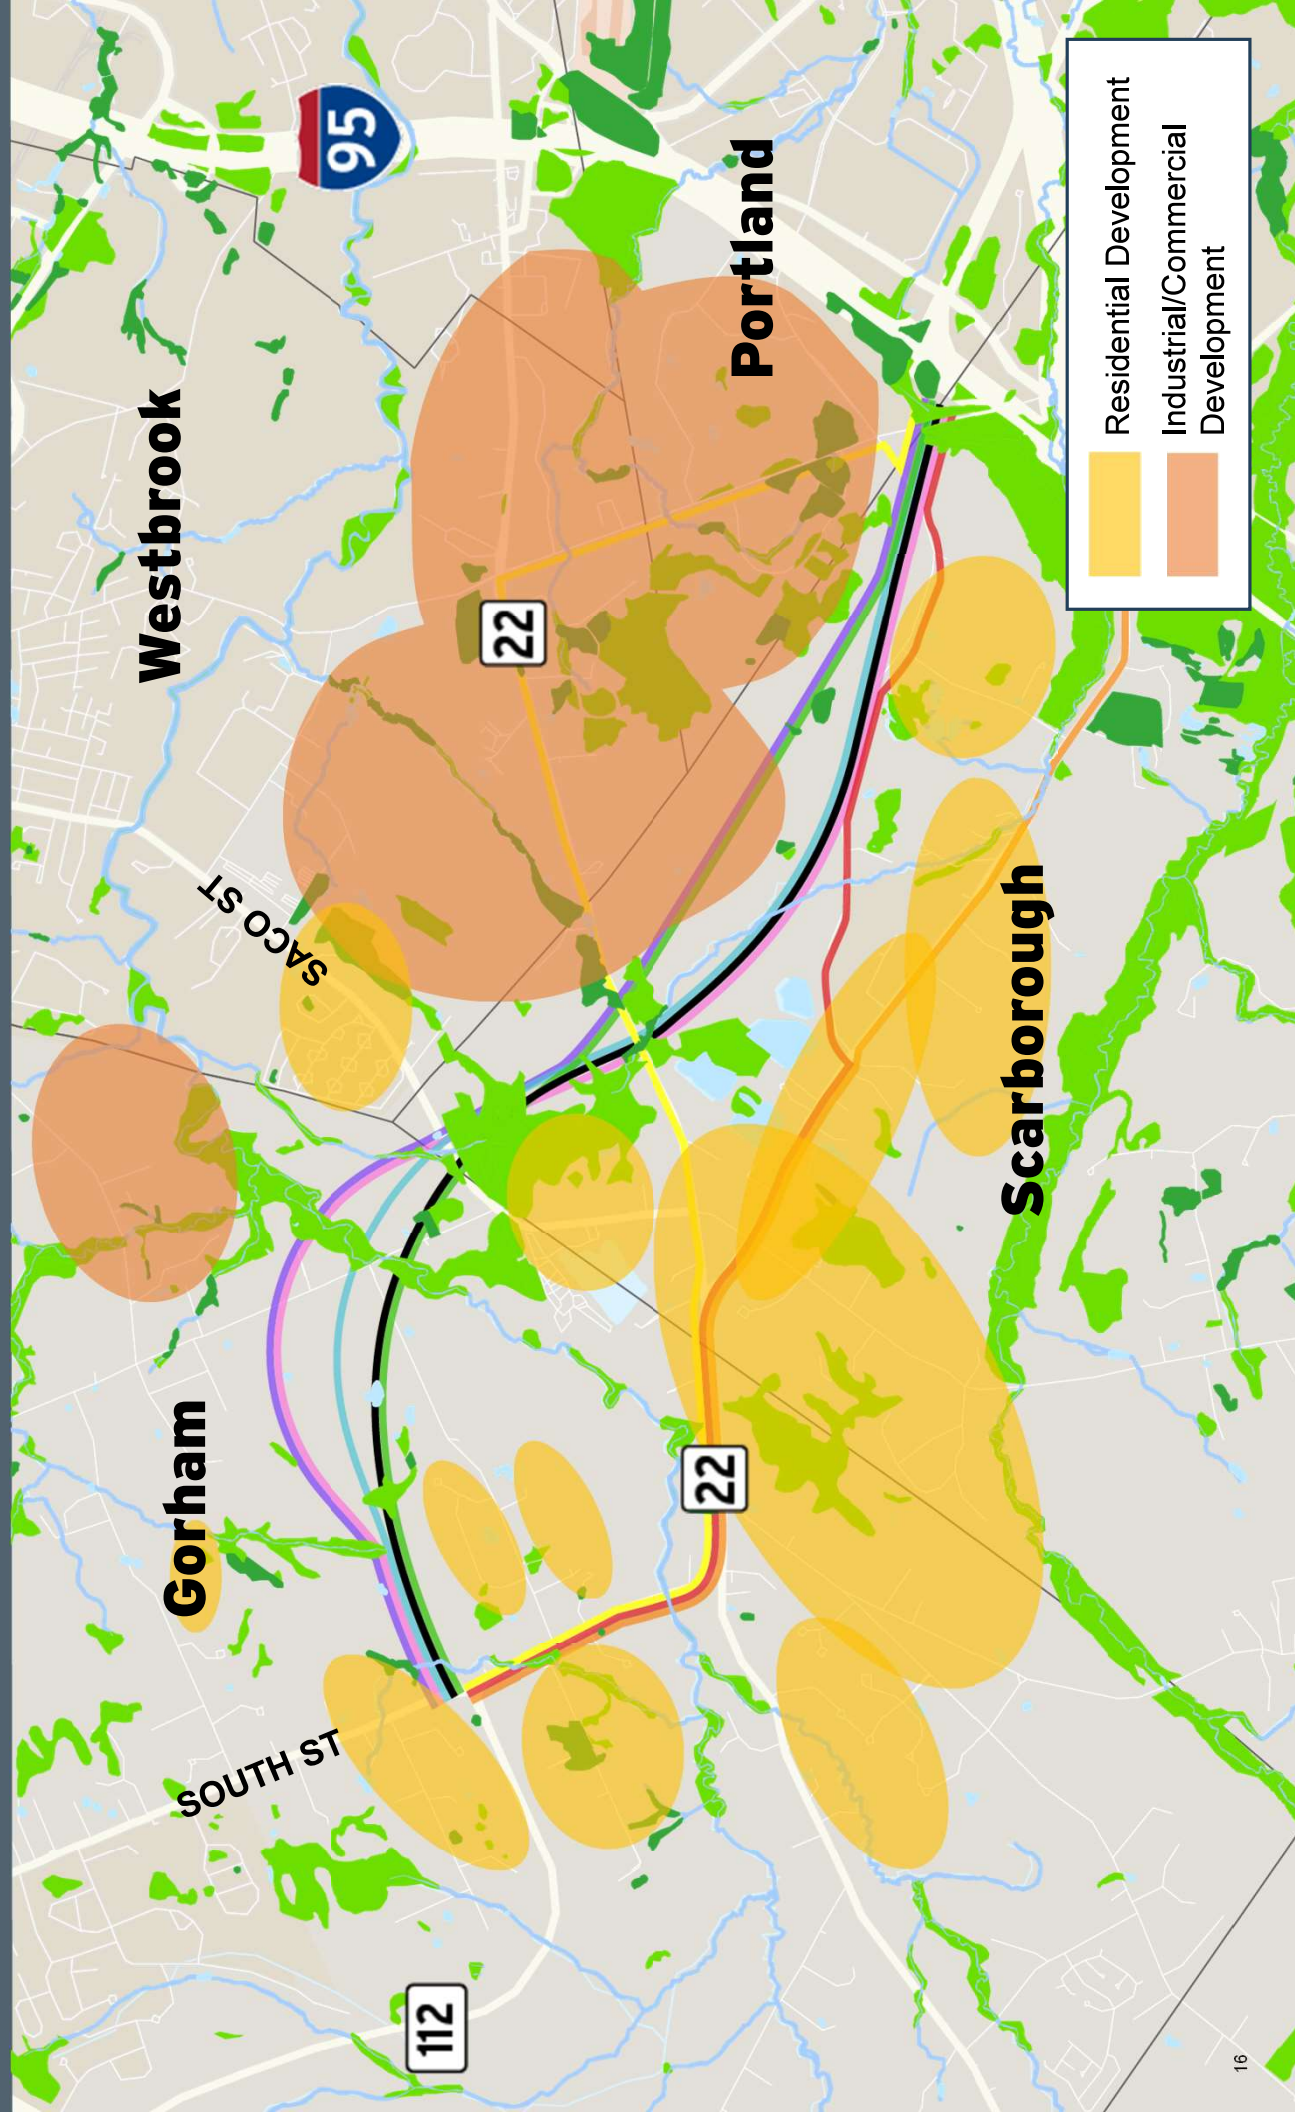 Westbrook
95
Portland
22
SACO ST
Gorham
SOUTH ST
22
Scarborough
112
Residential Development
Industrial/Commercial
Development
16